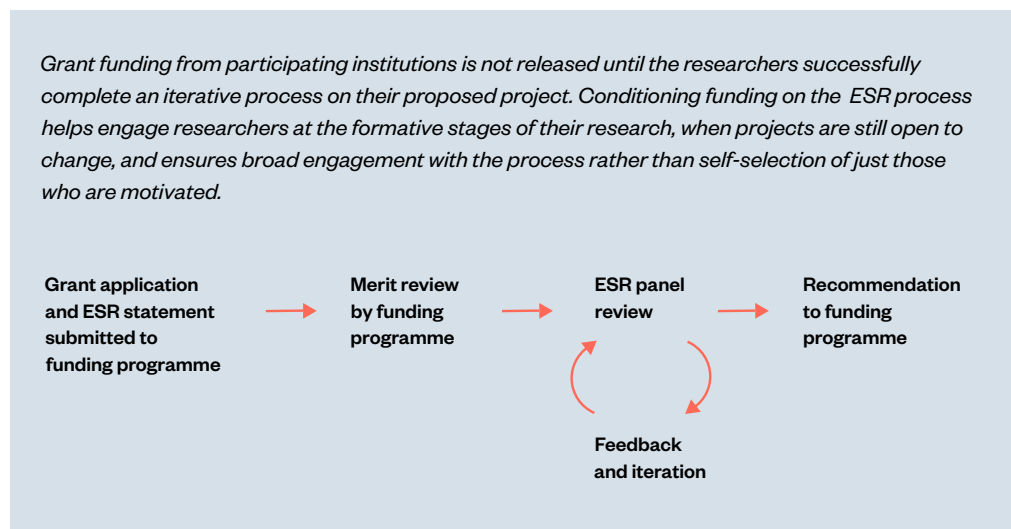 Grant funding from participating institutions is not released until the researchers successfully
complete an iterative process on their proposed project. Conditioning funding on the ESR process
helps engage researchers at the formative stages of their research, when projects are still open to
change, and ensures broad engagement with the process rather than self-selection of just those
who are motivated.
Grant application
and ESR statement
submitted to
funding programme
Merit review
by funding
programme
ESR panel
review
Recommendation
to funding
programme
Feedback
and iteration